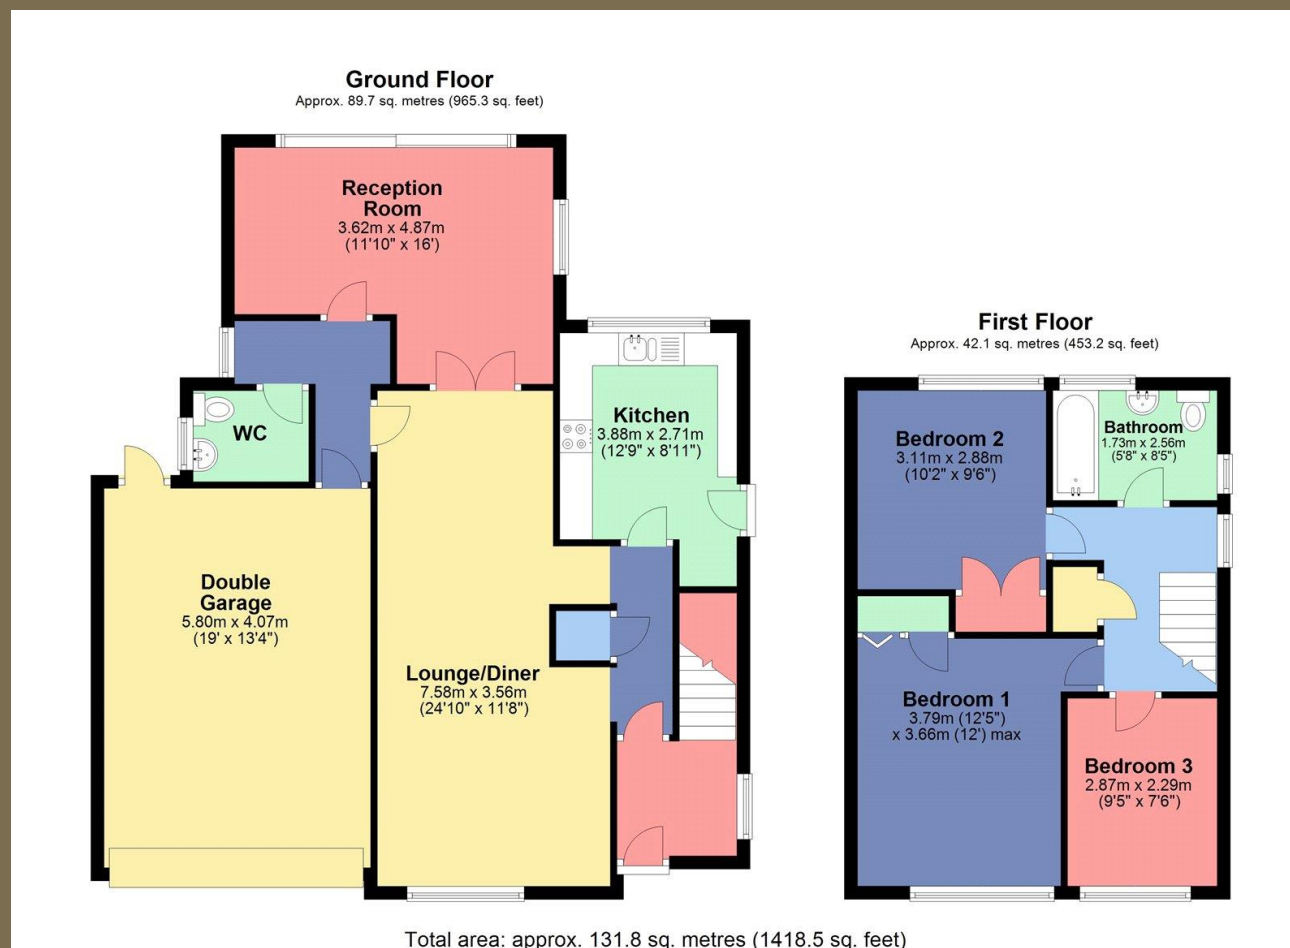 Ground Floor
Approx. 89.7 sq. metres (965.3 sq. feet)
Reception
Room
3.62m x 4.87m
(11'10" x 16')
WC
Kitchen
3.88m x 2.71m
(12'9" x 8'11")
Double
Garage
5.80m x 4.07m
(19' x 13'4")
Lounge/Diner
7.58m x 3.56m
(24'10" x 11'8")
First Floor
Approx. 42.1 sq. metres (453.2 sq. feet)
Bedroom 2
3.11m x 2.88m
(10'2" x 9'6")
Bathroom
1.73m x 2.56m
(5'8" x 8'5")
Bedroom 1
3.79m (12'5")
x 3.66m (12') max
Bedroom 3
2.87m x 2.29m
(9'5" x 7'6")
Total area: approx. 131.8 sq. metres (1418.5 sq. feet)